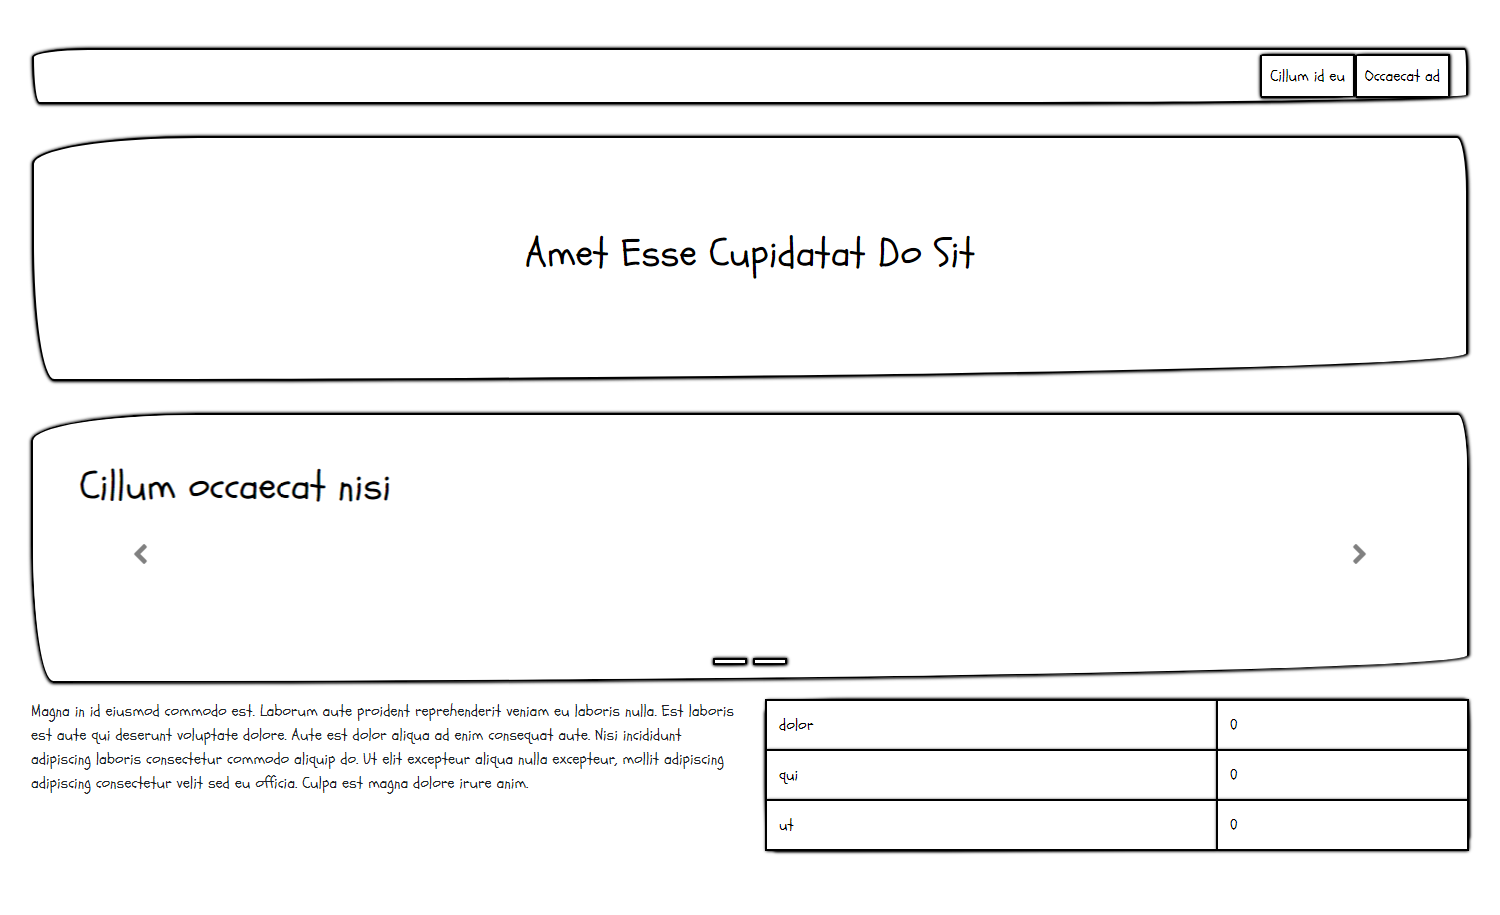 Cillum id eu Occaecat ad
Amet Esse Cupidatat Do Sit
Cillum occaecat nisi
Magna in id eiusmod commodo est. Laborum aute proident reprehenderit veniam eu laboris nulla. Est laboris
est aute qui deserunt voluptate dolore. Aute est dolor aliqua ad enim consequat aute. Nisi incididunt
adipiscing laboris consectetur commodo aliquip do. Ut elit excepteur aliqua nulla excepteur, mollit adipiscing
adipiscing consectetur velit sed eu officia. Culpa est magna dolore irure anim.
dolor 0
qui 0
ut 0